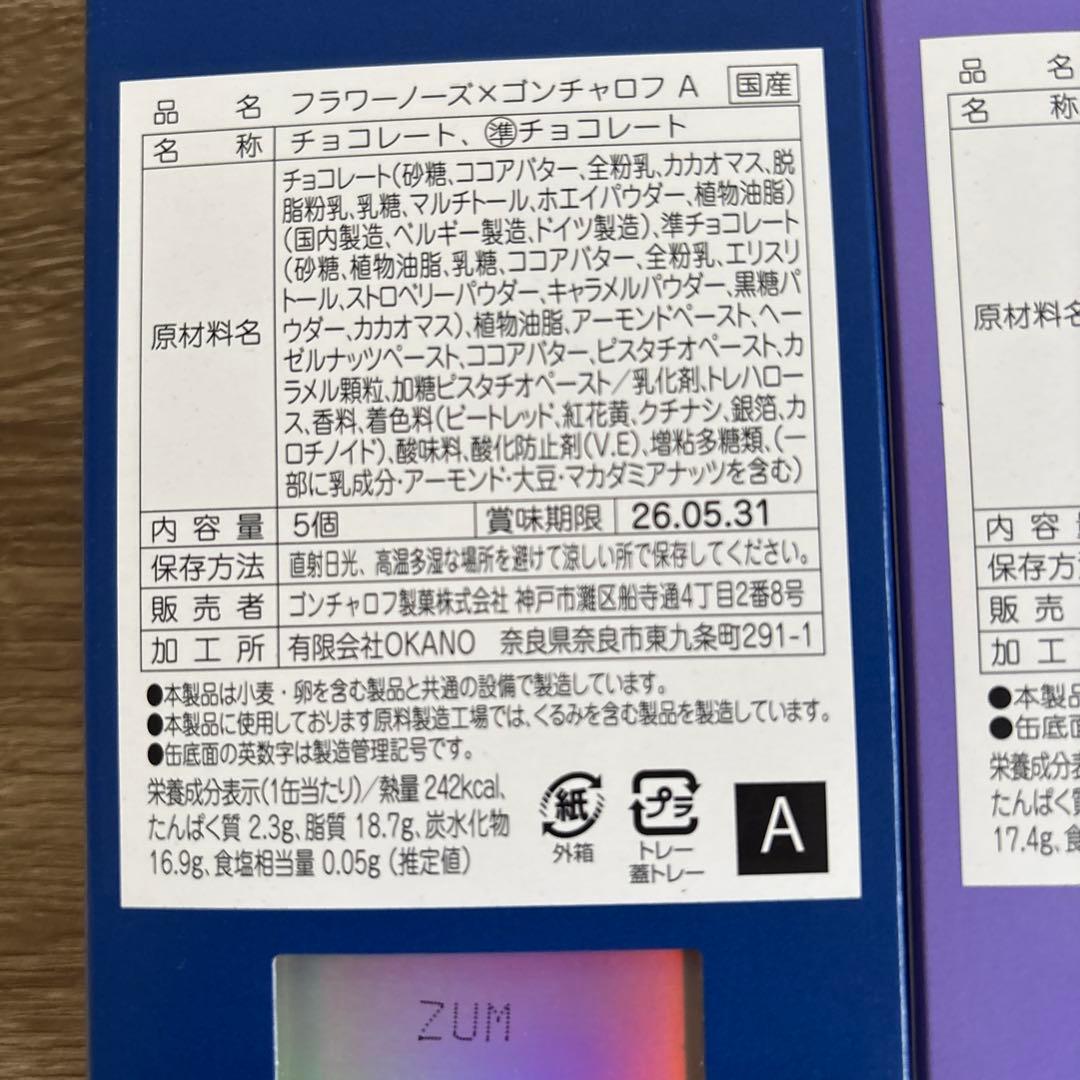 品名 フラワーノーズ×ゴンチャロフ A 国産
名称 チョコレート、㊜チョコレート
原材料名
チョコレート(砂糖、ココアバター、全粉乳、カカオマス、脱
脂粉乳、乳糖、マルチトール、ホエイパウダー、植物油脂)
(国内製造、ベルギー製造、ドイツ製造)、準チョコレート
(砂糖、植物油脂、乳糖、ココアバター、全粉乳、エリスリ
トール、ストロベリーパウダー、キャラメルパウダー、黒糖パ
ウダー、カカオマス)、植物油脂、アーモンドペースト、ヘー
ゼルナッツペースト、ココアバター、ピスタチオペースト、カ
ラメル顆粒、加糖ピスタチオペースト/乳化剤、トレハロー
ス、香料、着色料(ビートレッド、紅花黄、クチナシ、銀箔、カ
ロチノイド)、酸味料、酸化防止剤(V.E)、増粘多糖類、(一
部に乳成分・アーモンド・大豆・マカダミアナッツを含む)
内容量 5個 賞味期限 26.05.31
保存方法 直射日光、高温多湿な場所を避けて涼しい所で保存してください。
販売者 ゴンチャロフ製菓株式会社 神戸市灘区船寺通4丁目2番8号
加工所 有限会社OKANO 奈良県奈良市東九条町291-1
●本製品は小麦・卵を含む製品と共通の設備で製造しています。
●本製品に使用しております原料製造工場では、くるみを含む製品を製造しています。
●缶底面の英数字は製造管理記号です。
栄養成分表示(1缶当たり)/熱量 242kcal、
たんぱく質 2.3g、脂質 18.7g、炭水化物
16.9g、食塩相当量 0.05g (推定値)
紙
外箱
プラ
トレー
蓋トレー
A
ZUM
品 名
名 称
原材料名
内容
保存方
販売
加工
●本製品
●缶底面
栄養成分
たんぱく質
17.4g、